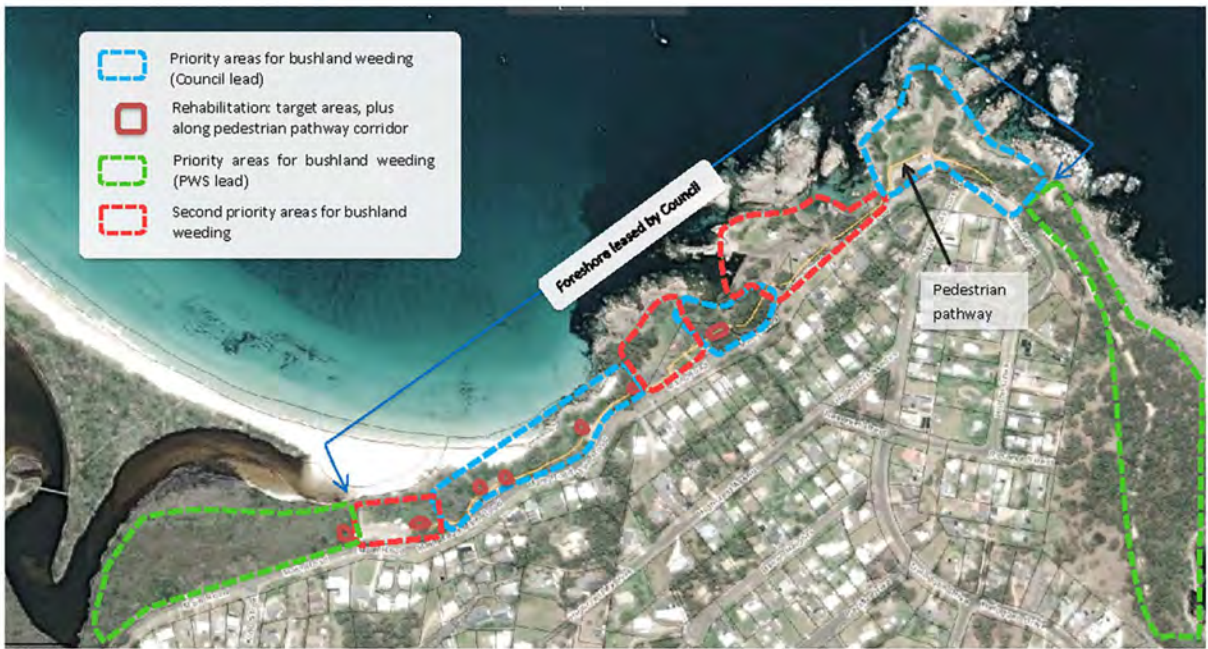 Priority areas for bushland weeding
(Council lead)
Rehabilitation: target areas, plus
along pedestrian pathway corridor
Priority areas for bushland weeding
(PWS lead)
Second priority areas for bushland
weeding
Foreshore leased by Council
Pedestrian
pathway